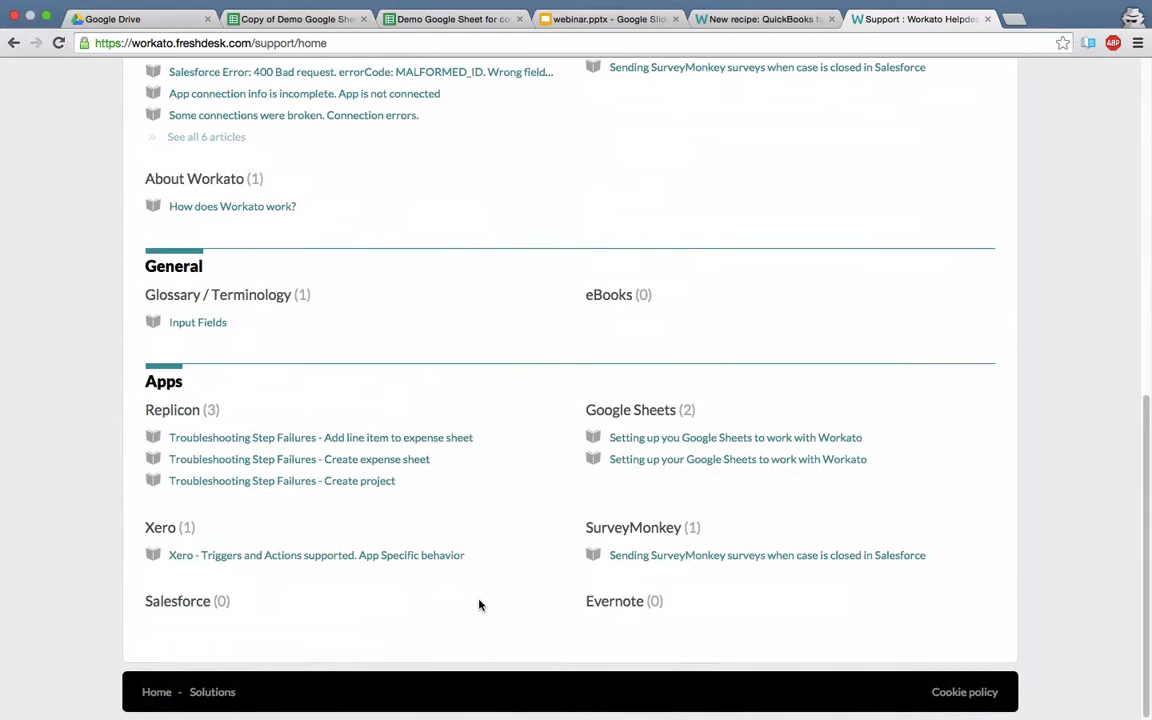 Google Drive
Copy of Demo Google She
Demo Google Sheet for co
webinar.pptx - Google Slid
New recipe: QuickBooks to
Support : Workato Helpdes
https://workato.freshdesk.com/support/home
ABP
Salesforce Error: 400 Bad request. errorCode: MALFORMED_ID. Wrong field...
Sending SurveyMonkey surveys when case is closed in Salesforce
App connection info is incomplete. App is not connected
Some connections were broken. Connection errors.
» See all 6 articles
About Workato (1)
How does Workato work?
General
Glossary / Terminology (1)
eBooks (0)
Input Fields
Apps
Replicon (3)
Google Sheets (2)
Troubleshooting Step Failures - Add line item to expense sheet
Setting up you Google Sheets to work with Workato
Troubleshooting Step Failures - Create expense sheet
Setting up your Google Sheets to work with Workato
Troubleshooting Step Failures - Create project
Xero (1)
SurveyMonkey (1)
Xero - Triggers and Actions supported. App Specific behavior
Sending SurveyMonkey surveys when case is closed in Salesforce
Salesforce (0)
Evernote (0)
Home - Solutions
Cookie policy